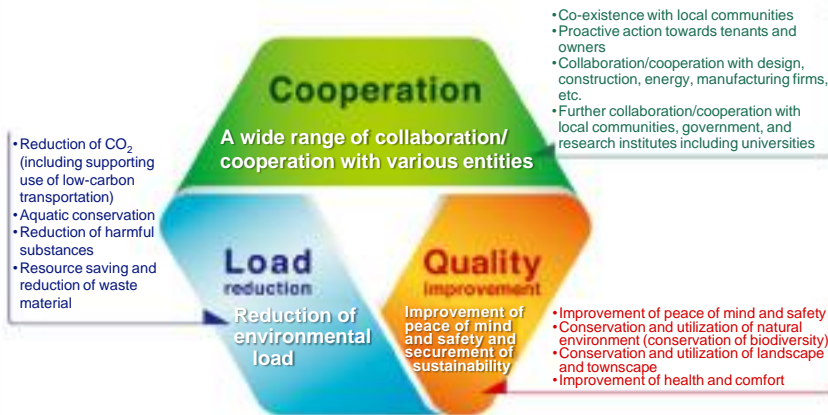 •Co-existence with local communities
•Proactive action towards tenants and
owners
•Collaboration/cooperation with design,
construction, energy, manufacturing firms,
etc.
•Further collaboration/cooperation with
local communities, government, and
research institutes including universities
Cooperation
A wide range of collaboration/
cooperation with various entities
•Reduction of CO₂
(including supporting
use of low-carbon
transportation)
•Aquatic conservation
•Reduction of harmful
substances
•Resource saving and
reduction of waste
material
Load
reduction
Reduction of
environmental
load
Quality
improvement
Improvement of
peace of mind
and safety and
securement of
sustainability
•Improvement of peace of mind and safety
•Conservation and utilization of natural
environment (conservation of biodiversity)
•Conservation and utilization of landscape
and townscape
•Improvement of health and comfort